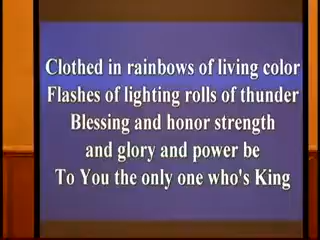 Clothed in rainbows of living color
Flashes of lighting rolls of thunder
Blessing and honor strength
and glory and power be
To You the only one who's King